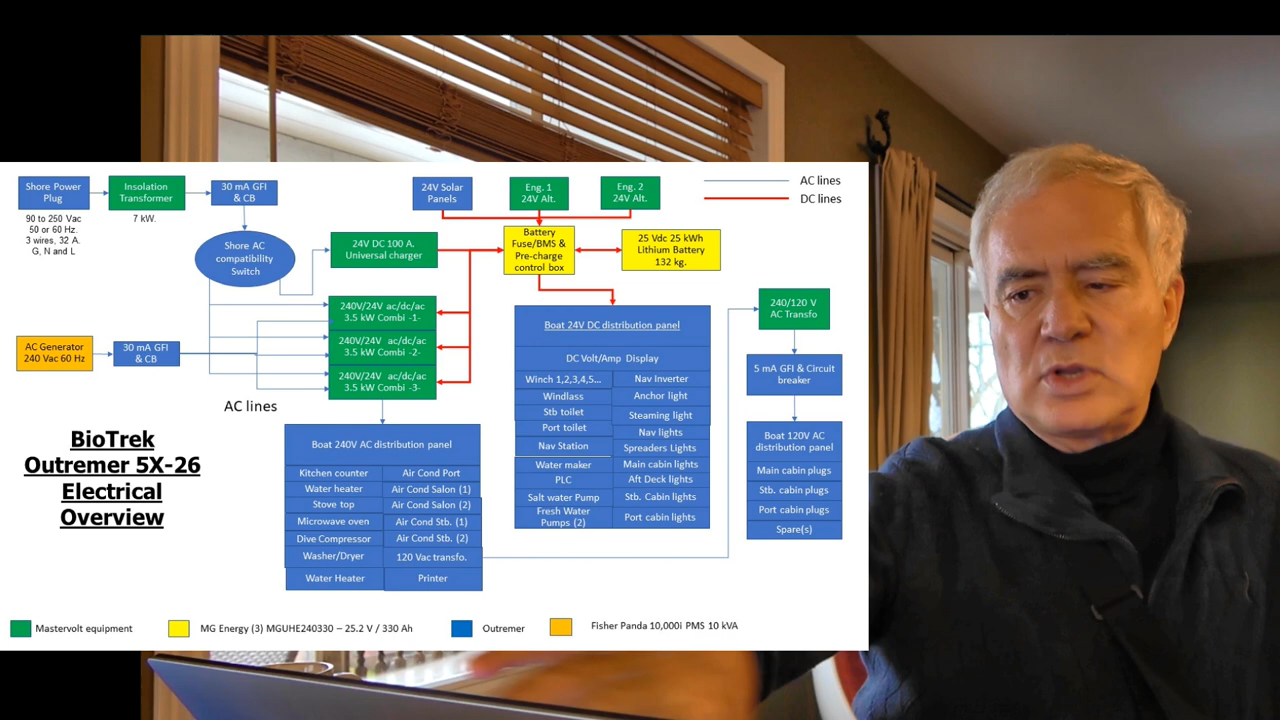 Shore Power
Plug
Insolation
Transformer
30 mA GFI
& CB
24V Solar
Panels
Eng. 1
24V Alt.
Eng. 2
24V Alt.
AC lines
DC lines
90 to 250 Vac
50 or 60 Hz.
3 wires, 32 A.
G, N and L
7 kW.
Shore AC
compatibility
Switch
24V DC 100 A.
Universal charger
Battery
Fuse/BMS &
Pre-charge
control box
25 Vdc 25 kWh
Lithium Battery
132 kg.
240V/24V ac/dc/ac
3.5 kW Combi -1-
240V/24V ac/dc/ac
3.5 kW Combi -2-
240V/24V ac/dc/ac
3.5 kW Combi -3-
AC Generator
240 Vac 60 Hz
30 mA GFI
& CB
AC lines
BioTrek
Outremer 5X-26
Electrical
Overview
Boat 240V AC distribution panel
Kitchen counter
Air Cond Port
Water heater
Air Cond Salon (1)
Stove top
Air Cond Salon (2)
Microwave oven
Air Cond Stb. (1)
Dive Compressor
Air Cond Stb. (2)
Washer/Dryer
120 Vac transfo.
Water Heater
Printer
Boat 24V DC distribution panel
DC Volt/Amp Display
Winch 1,2,3,4,5...
Nav Inverter
Windlass
Anchor light
Stb toilet
Steaming light
Port toilet
Nav lights
Nav Station
Spreaders Lights
Water maker
Main cabin lights
PLC
Aft Deck lights
Salt water Pump
Stb. Cabin lights
Fresh Water
Pumps (2)
Port cabin lights
240/120 V
AC Transfo
5 mA GFI & Circuit
breaker
Boat 120V AC
distribution panel
Main cabin plugs
Stb. cabin plugs
Port cabin plugs
Spare(s)
Mastervolt equipment
MG Energy (3) MGUHE240330 – 25.2 V / 330 Ah
Outremer
Fisher Panda 10,000i PMS 10 kVA